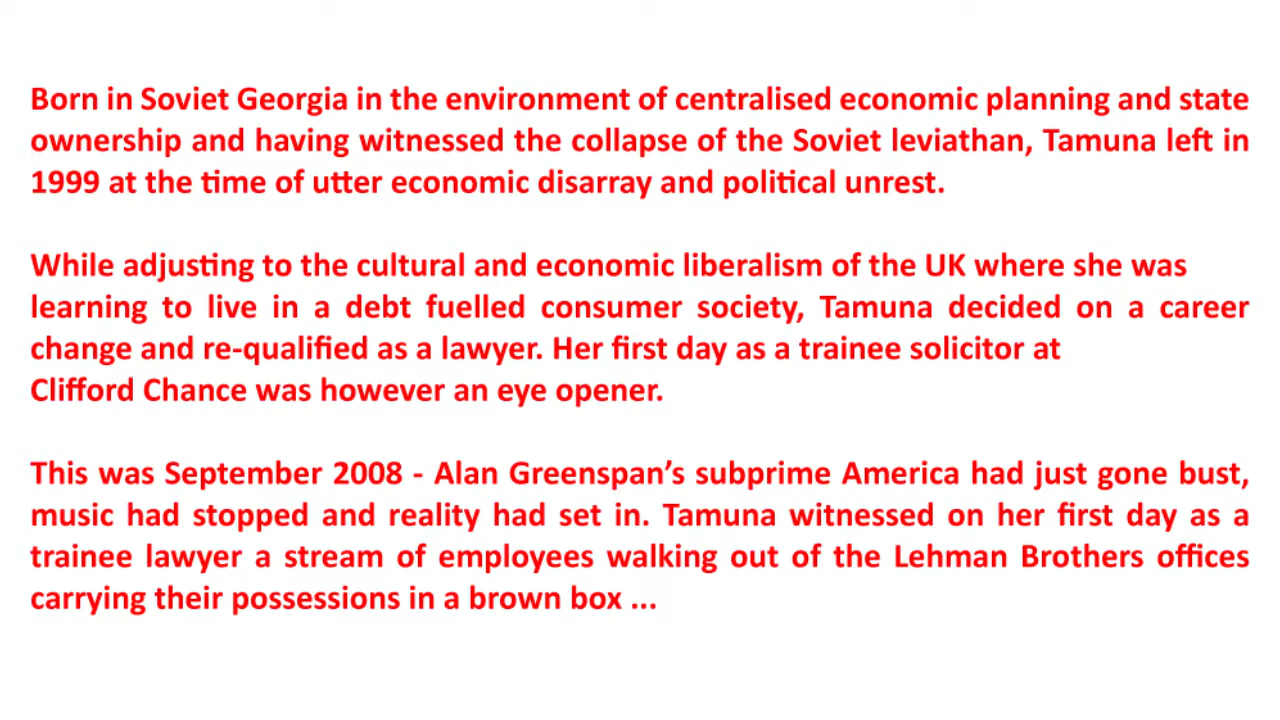 Born in Soviet Georgia in the environment of centralised economic planning and state
ownership and having witnessed the collapse of the Soviet leviathan, Tamuna left in
1999 at the time of utter economic disarray and political unrest.
While adjusting to the cultural and economic liberalism of the UK where she was
learning to live in a debt fuelled consumer society, Tamuna decided on a career
change and re-qualified as a lawyer. Her first day as a trainee solicitor at
Clifford Chance was however an eye opener.
This was September 2008 - Alan Greenspan’s subprime America had just gone bust,
music had stopped and reality had set in. Tamuna witnessed on her first day as a
trainee lawyer a stream of employees walking out of the Lehman Brothers offices
carrying their possessions in a brown box ...